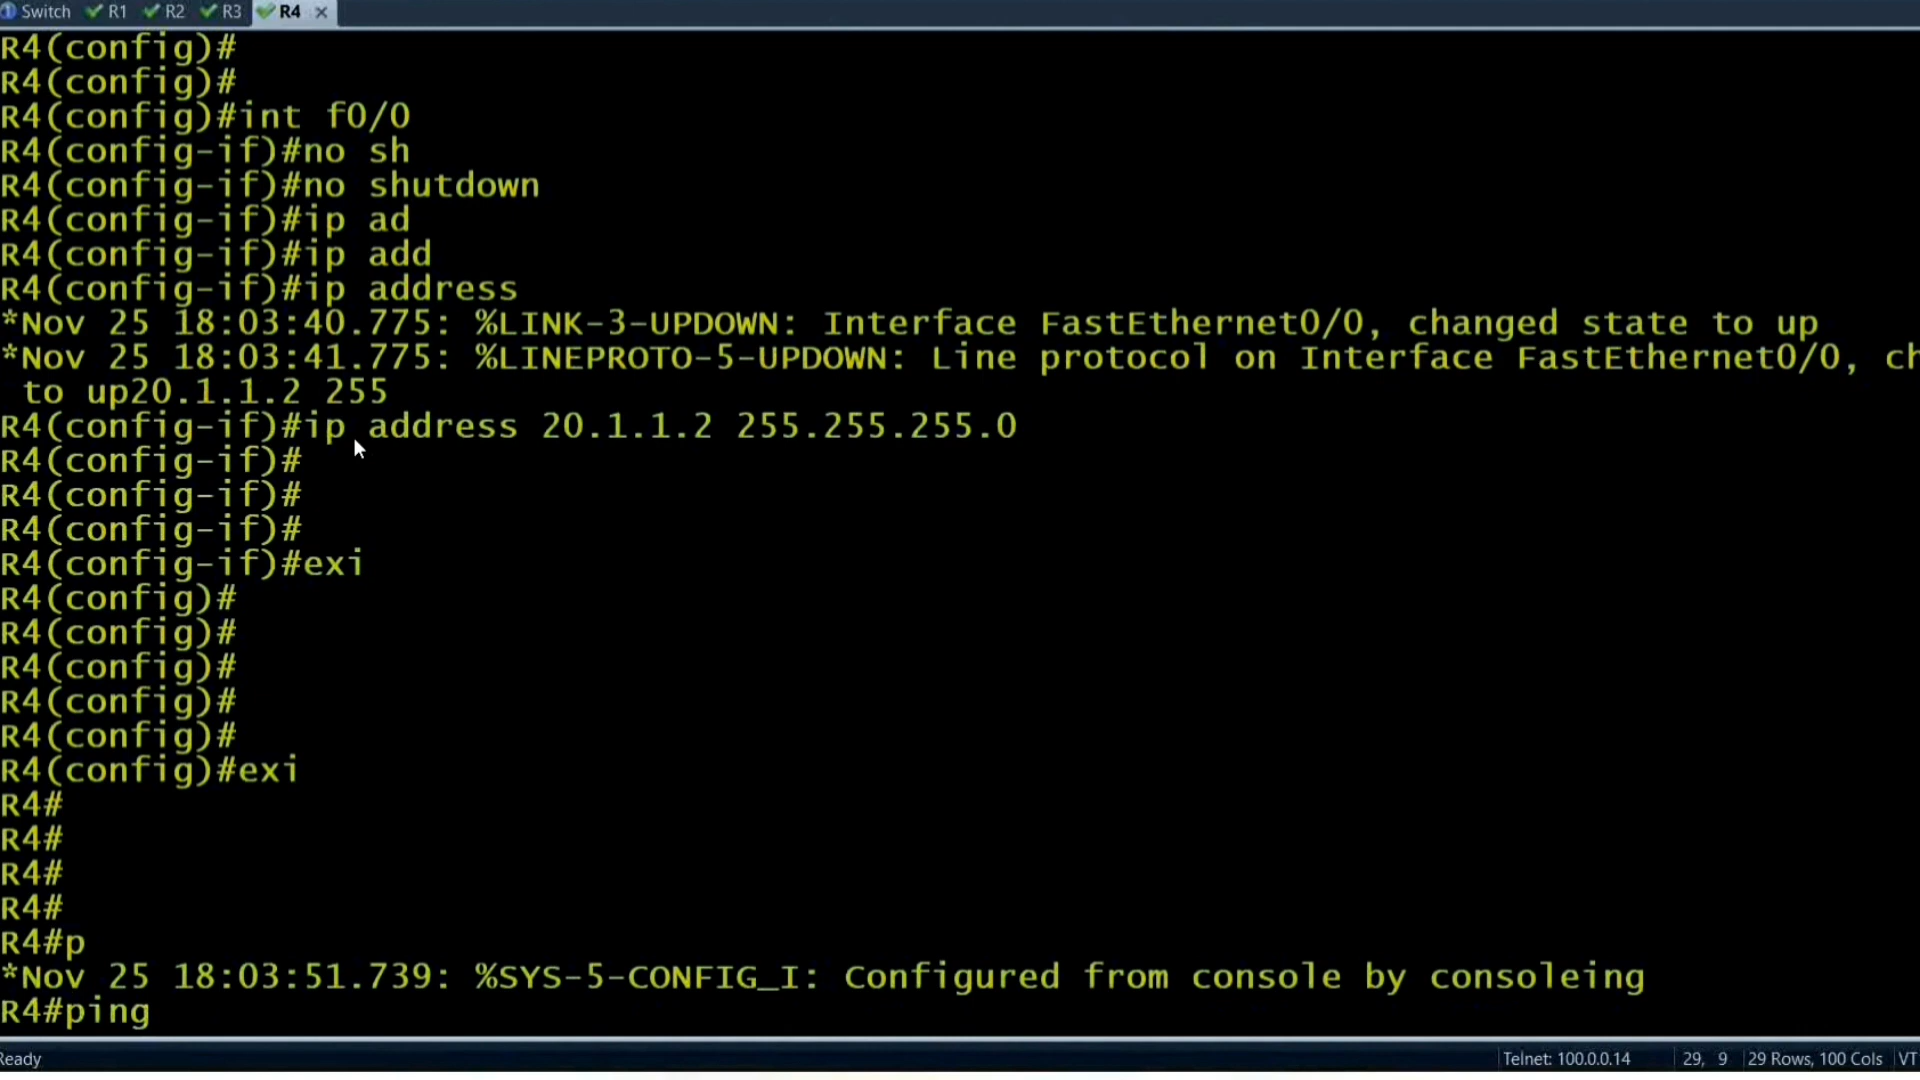 Switch R1 R2 R3 R4
R4(config)#
R4(config)#
R4(config)#int f0/0
R4(config-if)#no sh
R4(config-if)#no shutdown
R4(config-if)#ip ad
R4(config-if)#ip add
R4(config-if)#ip address
*Nov 25 18:03:40.775: %LINK-3-UPDOWN: Interface FastEthernet0/0, changed state to up
*Nov 25 18:03:41.775: %LINEPROTO-5-UPDOWN: Line protocol on Interface FastEthernet0/0, ch
to up20.1.1.2 255
R4(config-if)#ip address 20.1.1.2 255.255.255.0
R4(config-if)#
R4(config-if)#
R4(config-if)#
R4(config-if)#exi
R4(config)#
R4(config)#
R4(config)#
R4(config)#
R4(config)#
R4(config)#exi
R4#
R4#
R4#
R4#
R4#p
*Nov 25 18:03:51.739: %SYS-5-CONFIG_I: Configured from console by consoleing
R4#ping
Ready Telnet: 100.0.0.14 29, 9 29 Rows, 100 Cols VT